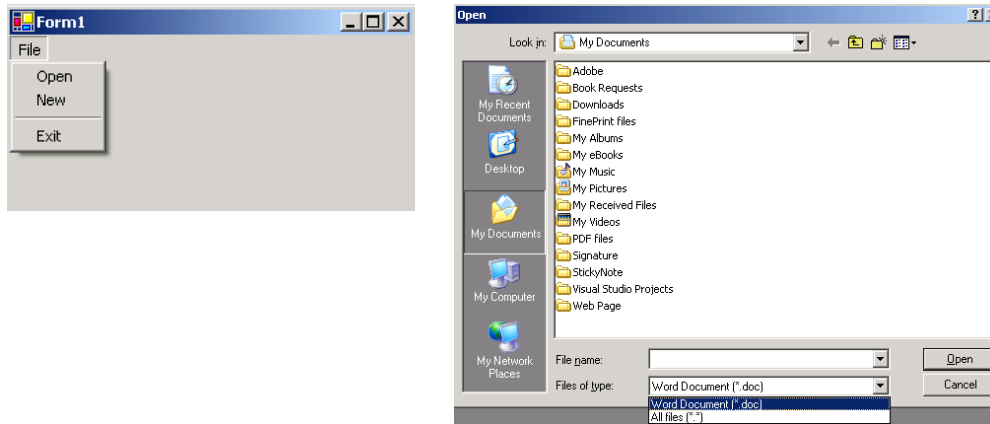 Form1
File
Open
New
Exit
Open
Look in:
My Documents
My Recent
Documents
Desktop
My Documents
My Computer
My Network
Places
Adobe
Book Requests
Downloads
FinePrint files
My Albums
My eBooks
My Music
My Pictures
My Received Files
My Videos
PDF files
Signature
StickyNote
Visual Studio Projects
Web Page
File name:
Open
Files of type:
Word Document (*.doc)
Cancel
Word Document (*.doc)
All files (*.*)